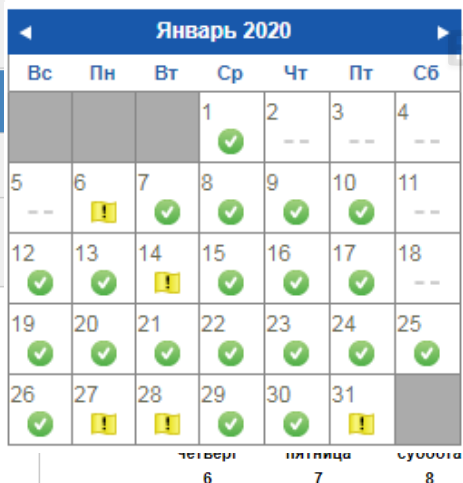 Январь 2020
Вс Пн Вт Ср Чт Пт Сб
1 2 3 4
-- -- --
5 6 7 8 9 10 11
-- ! --
12 13 14 15 16 17 18
! --
19 20 21 22 23 24 25
26 27 28 29 30 31
! ! !
четверг пятница суббота
6 7 8